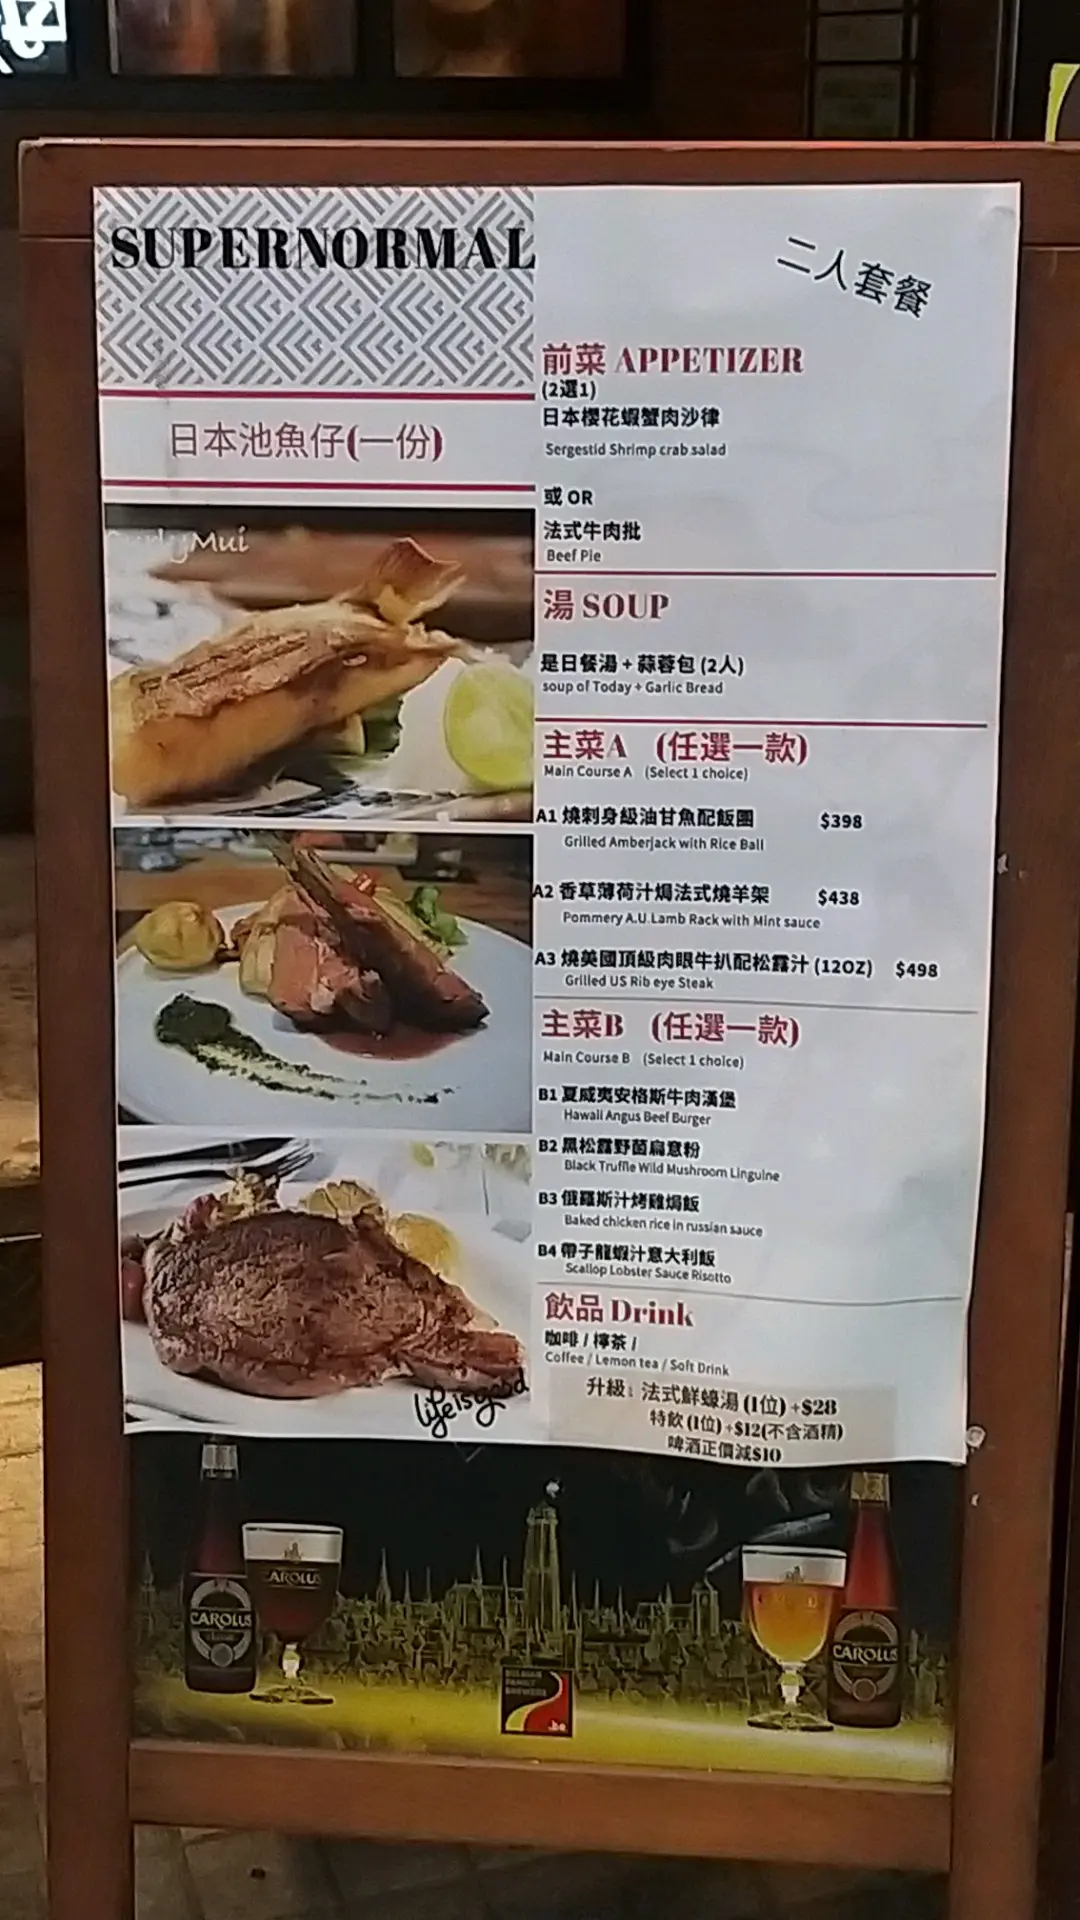 SUPERNORMAL
二人套餐
日本池魚仔(一份)
前菜 APPETIZER
(2選1)
日本櫻花蝦蟹肉沙律
Sergestid Shrimp crab salad
或 OR
法式牛肉批
Beef Pie
湯 SOUP
是日餐湯 + 蒜蓉包 (2人)
soup of Today + Garlic Bread
主菜A (任選一款)
Main Course A (Select 1 choice)
A1 燒刺身級油甘魚配飯團 $398
Grilled Amberjack with Rice Ball
A2 香草薄荷汁焗法式燒羊架 $438
Pommery A.U.Lamb Rack with Mint sauce
A3 燒美國頂級肉眼牛扒配松露汁 (12OZ) $498
Grilled US Rib eye Steak
主菜B (任選一款)
Main Course B (Select 1 choice)
B1 夏威夷安格斯牛肉漢堡
Hawaii Angus Beef Burger
B2 黑松露野菌扁意粉
Black Truffle Wild Mushroom Linguine
B3 俄羅斯汁烤雞焗飯
Baked chicken rice in russian sauce
B4 帶子龍蝦汁意大利飯
Scallop Lobster Sauce Risotto
飲品 Drink
咖啡 / 檸茶 /
Coffee / Lemon tea / Soft Drink
升級: 法式鮮蠔湯 (1位) +$28
特飲 (1位) +$12(不含酒精)
啤酒正價減$10
Mui
life is good
CAROLUS
CAROLUS
CAROLUS
BELGIAN
FAMILY
BREWERS
.be